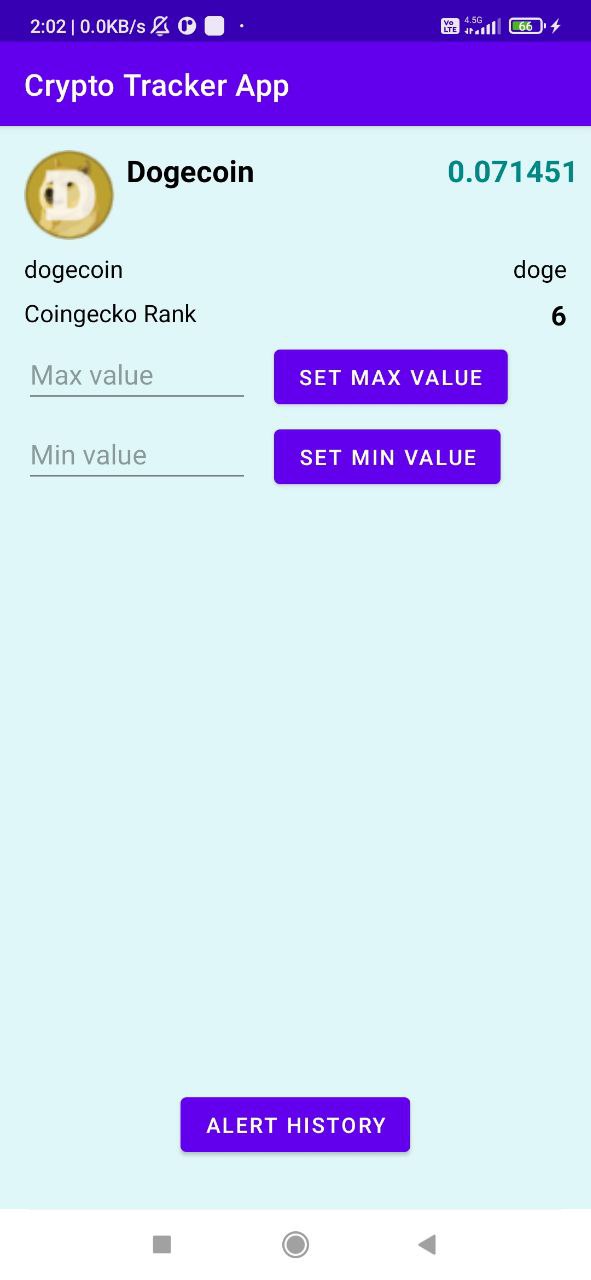 2:02 | 0.0KB/s Vo LTE 4.5G 66
Crypto Tracker App
Dogecoin 0.071451
dogecoin doge
Coingecko Rank 6
Max value SET MAX VALUE
Min value SET MIN VALUE
ALERT HISTORY